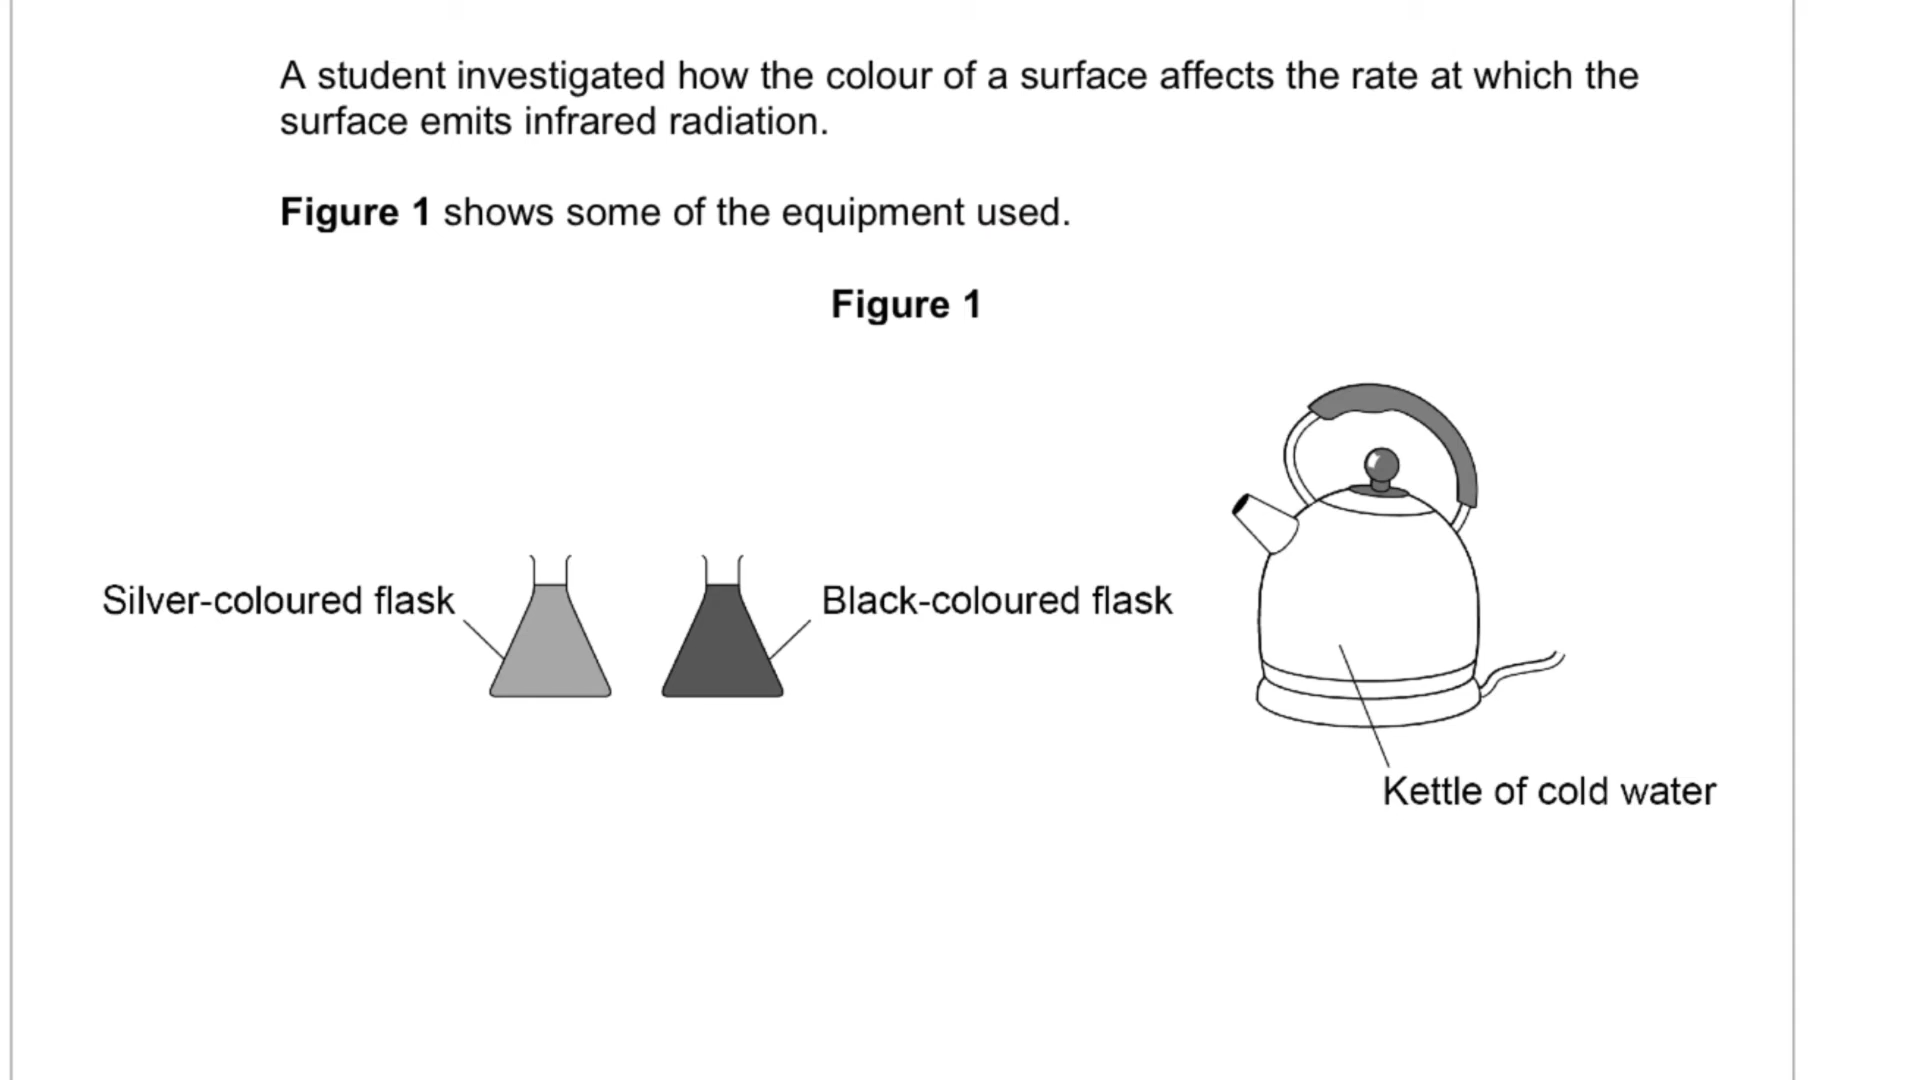 A student investigated how the colour of a surface affects the rate at which the
surface emits infrared radiation.
Figure 1 shows some of the equipment used.
Figure 1
Silver-coloured flask
Black-coloured flask
Kettle of cold water